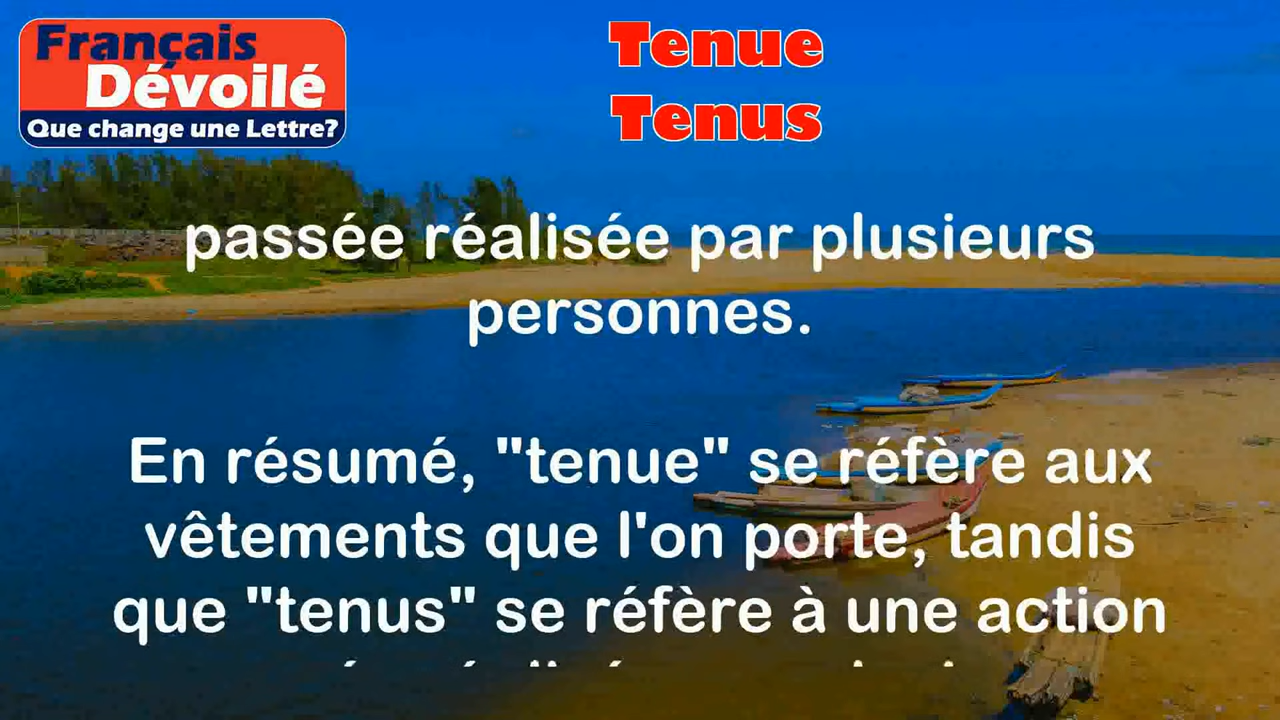 Français
Dévoilé
Que change une Lettre?
Tenue
Tenus
passée réalisée par plusieurs
personnes.
En résumé, "tenue" se réfère aux
vêtements que l'on porte, tandis
que "tenus" se réfère à une action